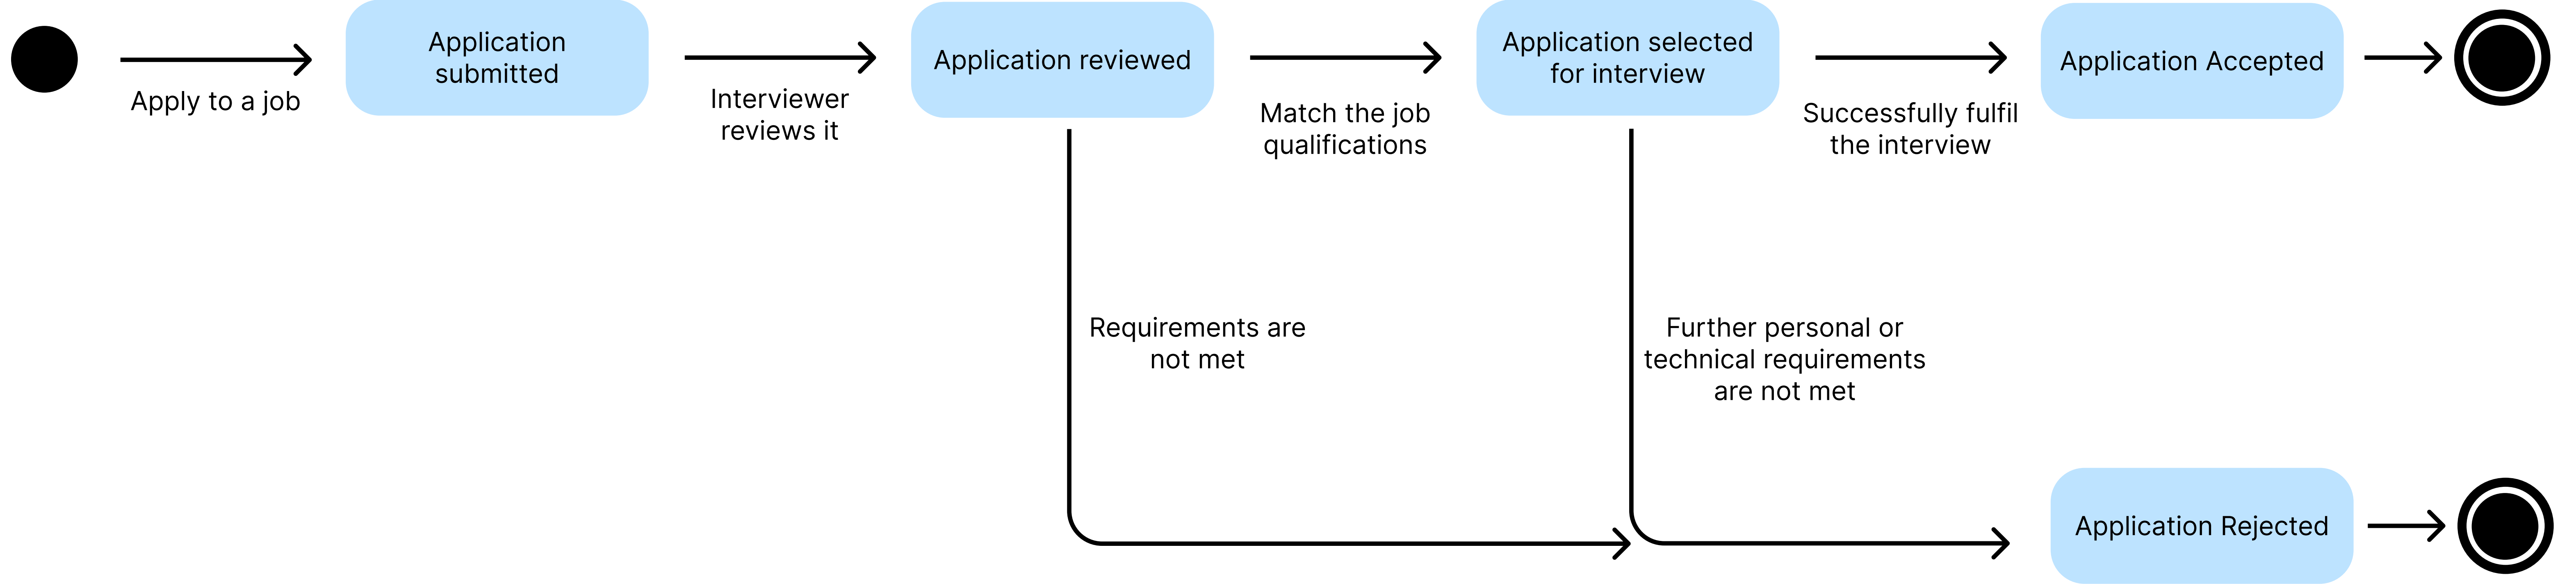 Apply to a job
Application
submitted
Interviewer
reviews it
Application reviewed
Match the job
qualifications
Application selected
for interview
Successfully fulfil
the interview
Application Accepted
Requirements are
not met
Further personal or
technical requirements
are not met
Application Rejected